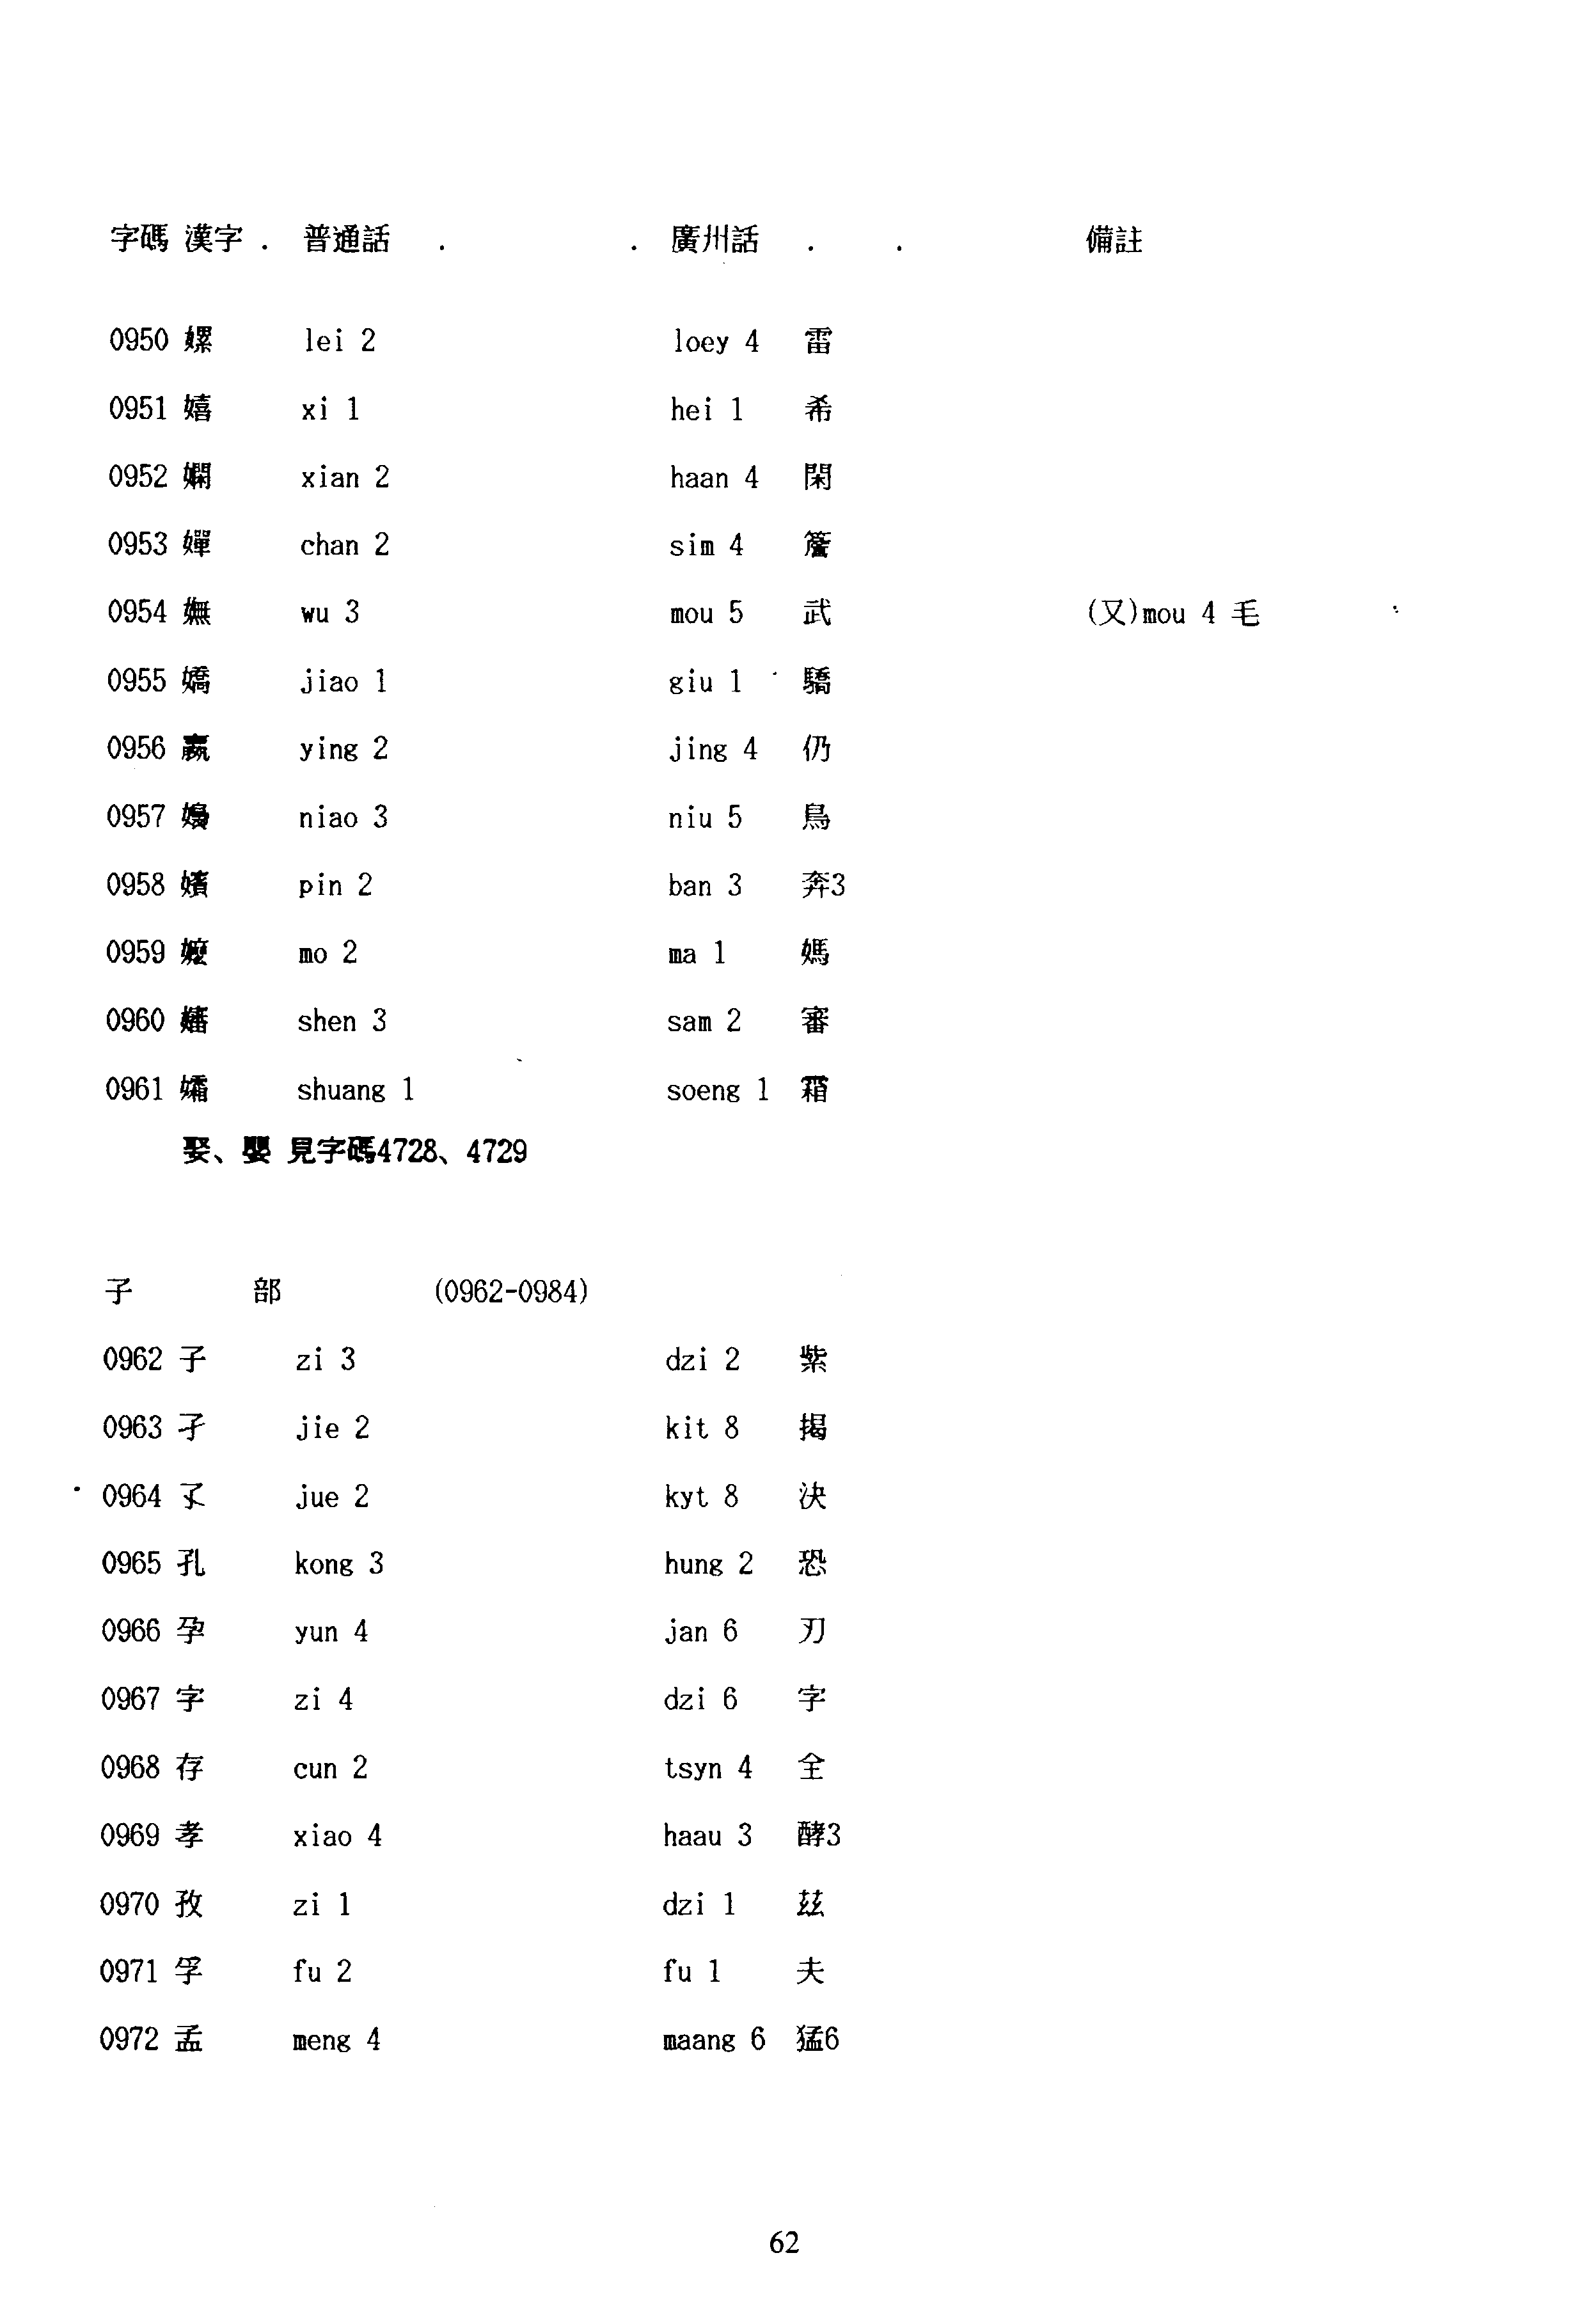 字碼 漢字 . 普通話 . . 廣州話 . . 備註
0950 嫘 lei 2 loey 4 雷
0951 嬉 xi 1 hei 1 希
0952 嫻 xian 2 haan 4 閑
0953 嬋 chan 2 sim 4 簷
0954 嫵 wu 3 mou 5 武 (又)mou 4 毛
0955 嬌 jiao 1 giu 1 驕
0956 嬴 ying 2 jing 4 仍
0957 嬝 niao 3 niu 5 鳥
0958 嬪 pin 2 ban 3 奔3
0959 嬤 mo 2 ma 1 媽
0960 嬸 shen 3 sam 2 審
0961 孀 shuang 1 soeng 1 箱
娶、嬰 見字碼4728、4729
子 部 (0962-0984)
0962 子 zi 3 dzi 2 紫
0963 孑 jie 2 kit 8 揭
0964 孓 jue 2 kyt 8 決
0965 孔 kong 3 hung 2 恐
0966 孕 yun 4 jan 6 刃
0967 字 zi 4 dzi 6 字
0968 存 cun 2 tsyn 4 全
0969 孝 xiao 4 haau 3 酵3
0970 孜 zi 1 dzi 1 玆
0971 孚 fu 2 fu 1 夫
0972 孟 meng 4 maang 6 猛6
62